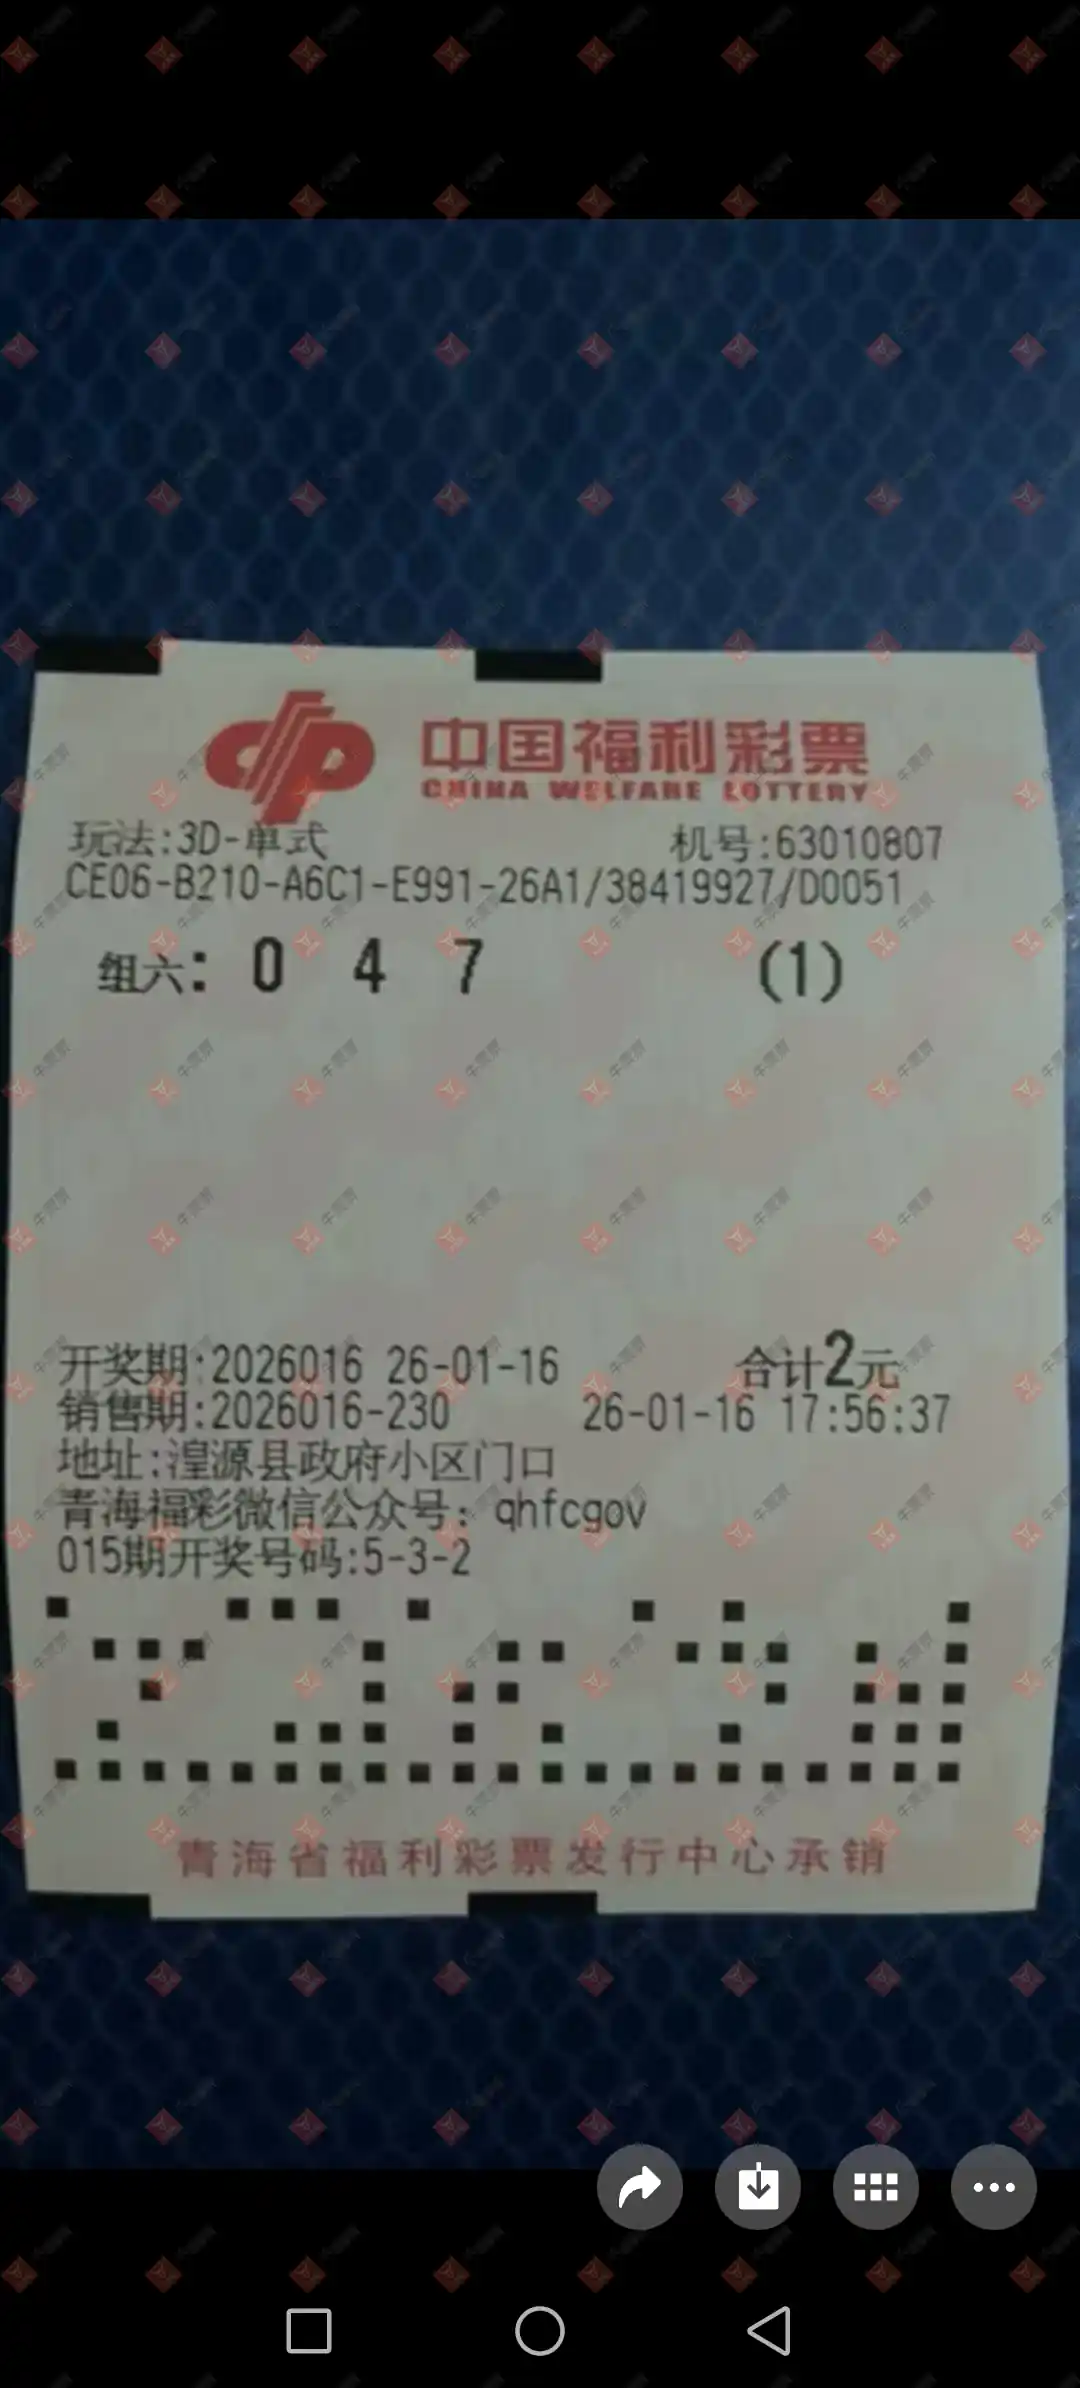 中国福利彩票
CHINA WELFARE LOTTERY
玩法:3D-单式 机号:63010807
CE06-B210-A6C1-E991-26A1/38419927/D0051
组六: 0 4 7 (1)
开奖期:2026016 26-01-16 合计2元
销售期:2026016-230 26-01-16 17:56:37
地址:湟源县政府小区门口
青海福彩微信公众号: qhfcgov
015期开奖号码:5-3-2
青海省福利彩票发行中心承销